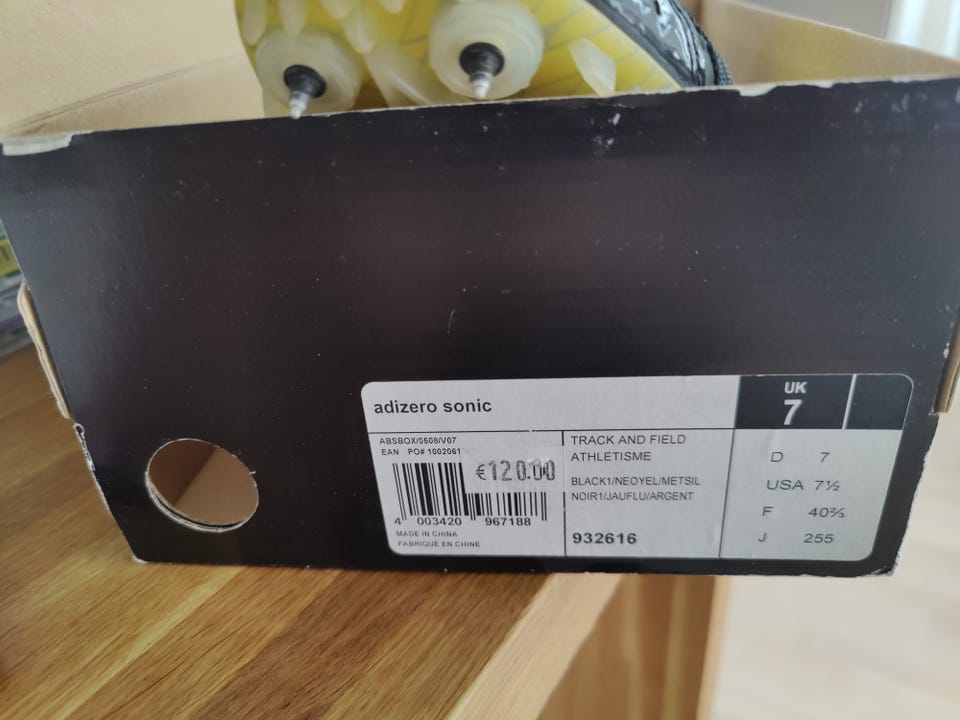 adizero sonic
UK
7
ABSBOX/0508/V07
EAN PO# 1002061
€120.00
4 003420 967188
MADE IN CHINA
FABRIQUÉ EN CHINE
TRACK AND FIELD
ATHLETISME
BLACK1/NEOYEL/METSIL
NOIR1/JAUFLU/ARGENT
932616
D 7
USA 7½
F 40⅔
J 255